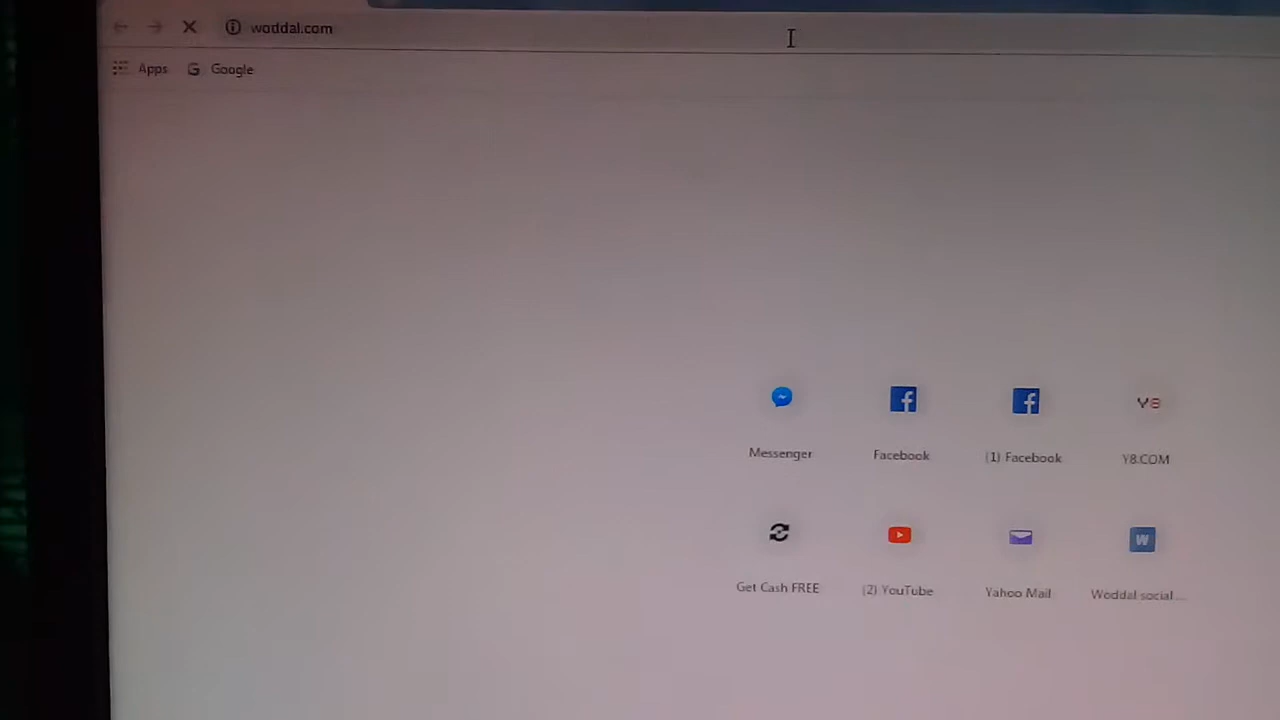 woddal.com
Apps G Google
Y8
Messenger Facebook (1) Facebook Y8.COM
W
Get Cash FREE (2) YouTube Yahoo Mail Woddal social...